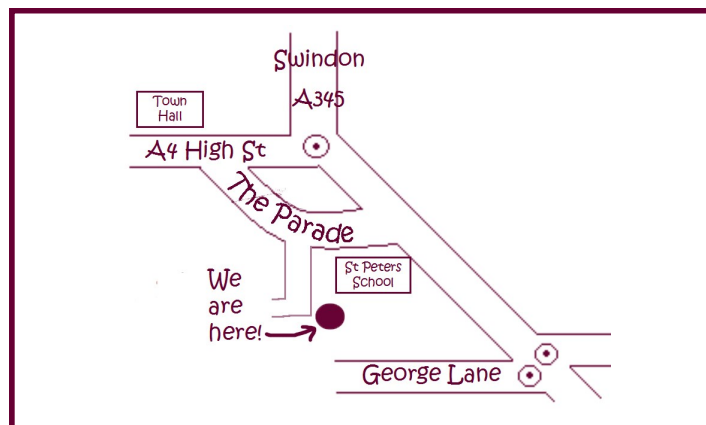 Swindon
A345
Town
Hall
A4 High St
The Parade
St Peters
School
We
are
here!
George Lane